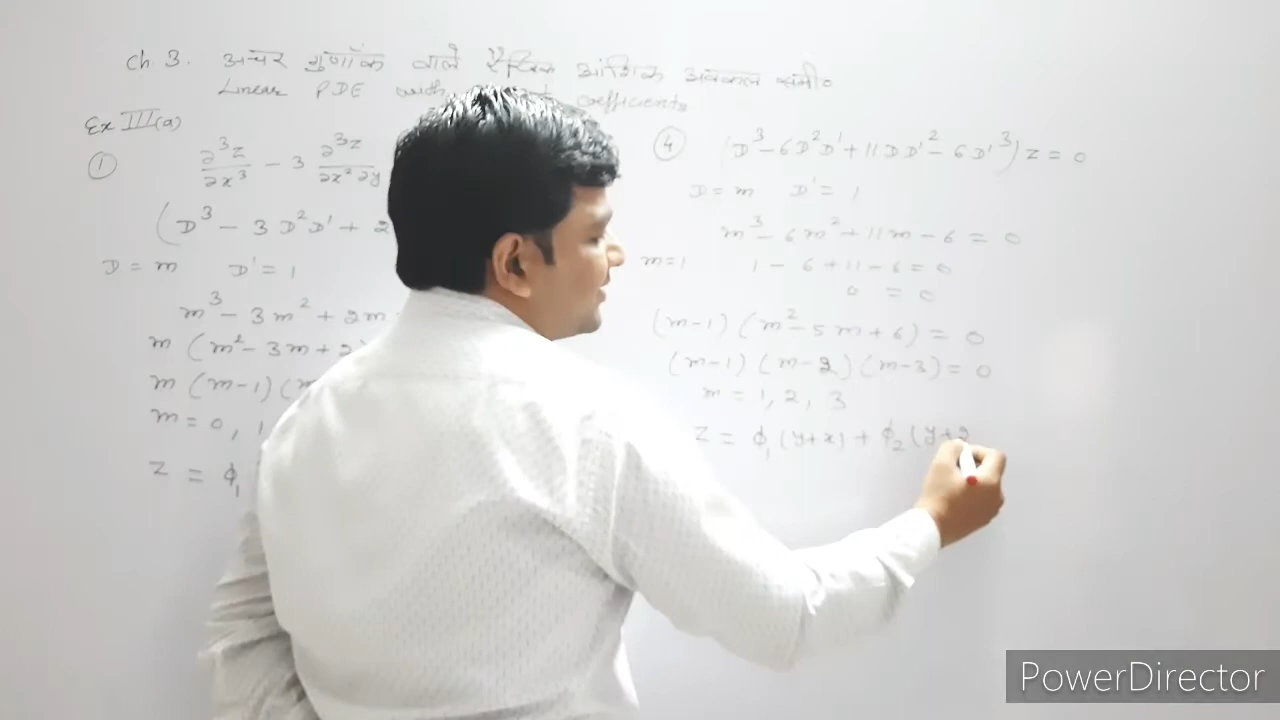 Ch 3. अचर गुणांक वाले रैखिक आंशिक अवकल समी०
Linear PDE with coefficients
Ex III(a)
① ∂³z/∂x³ - 3 ∂³z/∂x²∂y
(D³ - 3D²D' + 2
D = m D' = 1
m³ - 3m² + 2m
m (m² - 3m + 2)
m (m-1) (m
m = 0, 1
z = ϕ₁
④ (D³ - 6D²D' + 11DD'² - 6D'³) z = 0
D = m D' = 1
m³ - 6m² + 11m - 6 = 0
m=1 1 - 6 + 11 - 6 = 0
0 = 0
(m-1) (m² - 5m + 6) = 0
(m-1) (m-2) (m-3) = 0
m = 1, 2, 3
z = ϕ₁ (y+x) + ϕ₂ (y+2
PowerDirector